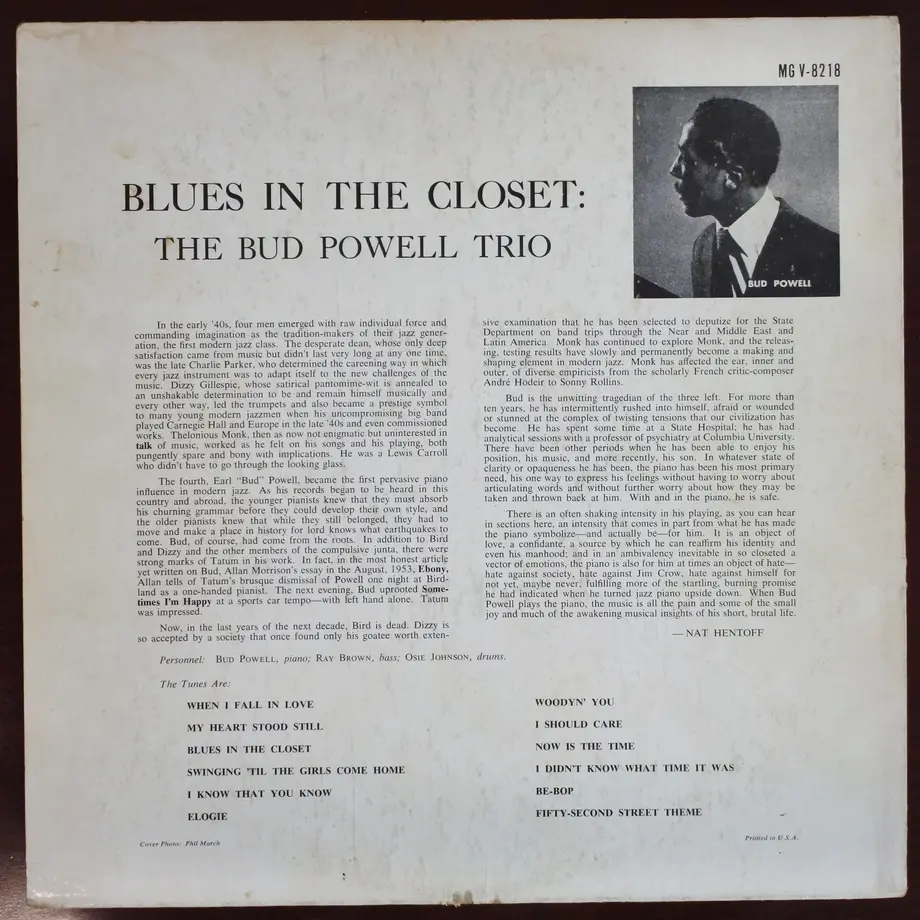 MG V-8218
BLUES IN THE CLOSET:
THE BUD POWELL TRIO
BUD POWELL
In the early '40s, four men emerged with raw individual force and
commanding imagination as the tradition-makers of their jazz gener-
ation, the first modern jazz class. The desperate dean, whose only deep
satisfaction came from music but didn't last very long at any one time,
was the late Charlie Parker, who determined the careening way in which
every jazz instrument was to adapt itself to the new challenges of the
music. Dizzy Gillespie, whose satirical pantomime-wit is annealed to
an unshakable determination to be and remain himself musically and
every other way, led the trumpets and also became a prestige symbol
to many young modern jazzmen when his uncompromising big band
played Carnegie Hall and Europe in the late '40s and even commissioned
works. Thelonious Monk, then as now not enigmatic but uninterested in
talk of music, worked as he felt on his songs and his playing, both
pungently spare and bony with implications. He was a Lewis Carroll
who didn't have to go through the looking glass.
The fourth, Earl "Bud" Powell, became the first pervasive piano
influence in modern jazz. As his records began to be heard in this
country and abroad, the younger pianists knew that they must absorb
his churning grammar before they could develop their own style, and
the older pianists knew that while they still belonged, they had to
move and make a place in history for lord knows what earthquakes to
come. Bud, of course, had come from the roots. In addition to Bird
and Dizzy and the other members of the compulsive junta, there were
strong marks of Tatum in his work. In fact, in the most honest article
yet written on Bud, Allan Morrison's essay in the August, 1953, Ebony,
Allan tells of Tatum's brusque dismissal of Powell one night at Bird-
land as a one-handed pianist. The next evening, Bud uprooted Some-
times I'm Happy at a sports car tempo—with left hand alone. Tatum
was impressed.
Now, in the last years of the next decade, Bird is dead. Dizzy is
so accepted by a society that once found only his goatee worth exten-
sive examination that he has been selected to deputize for the State
Department on band trips through the Near and Middle East and
Latin America. Monk has continued to explore Monk, and the releas-
ing, testing results have slowly and permanently become a making and
shaping element in modern jazz. Monk has affected the ear, inner and
outer, of diverse empiricists from the scholarly French critic-composer
André Hodeir to Sonny Rollins.
Bud is the unwitting tragedian of the three left. For more than
ten years, he has intermittently rushed into himself, afraid or wounded
or stunned at the complex of twisting tensions that our civilization has
become. He has spent some time at a State Hospital; he has had
analytical sessions with a professor of psychiatry at Columbia University.
There have been other periods when he has been able to enjoy his
position, his music, and more recently, his son. In whatever state of
clarity or opaqueness he has been, the piano has been his most primary
need, his one way to express his feelings without having to worry about
articulating words and without further worry about how they may be
taken and thrown back at him. With and in the piano, he is safe.
There is an often shaking intensity in his playing, as you can hear
in sections here, an intensity that comes in part from what he has made
the piano symbolize—and actually be—for him. It is an object of
love, a confidante, a source by which he can reaffirm his identity and
even his manhood; and in an ambivalency inevitable in so closeted a
vector of emotions, the piano is also for him at times an object of hate—
hate against society, hate against Jim Crow, hate against himself for
not yet, maybe never, fulfilling more of the startling, burning promise
he had indicated when he turned jazz piano upside down. When Bud
Powell plays the piano, the music is all the pain and some of the small
joy and much of the awakening musical insights of his short, brutal life.
—NAT HENTOFF
Personnel: BUD POWELL, piano; RAY BROWN, bass; OSIE JOHNSON, drums.
The Tunes Are:
WHEN I FALL IN LOVE
MY HEART STOOD STILL
BLUES IN THE CLOSET
SWINGING 'TIL THE GIRLS COME HOME
I KNOW THAT YOU KNOW
ELOGIE
WOODYN' YOU
I SHOULD CARE
NOW IS THE TIME
I DIDN'T KNOW WHAT TIME IT WAS
BE-BOP
FIFTY-SECOND STREET THEME
Cover Photo: Phil March
Printed in U.S.A.